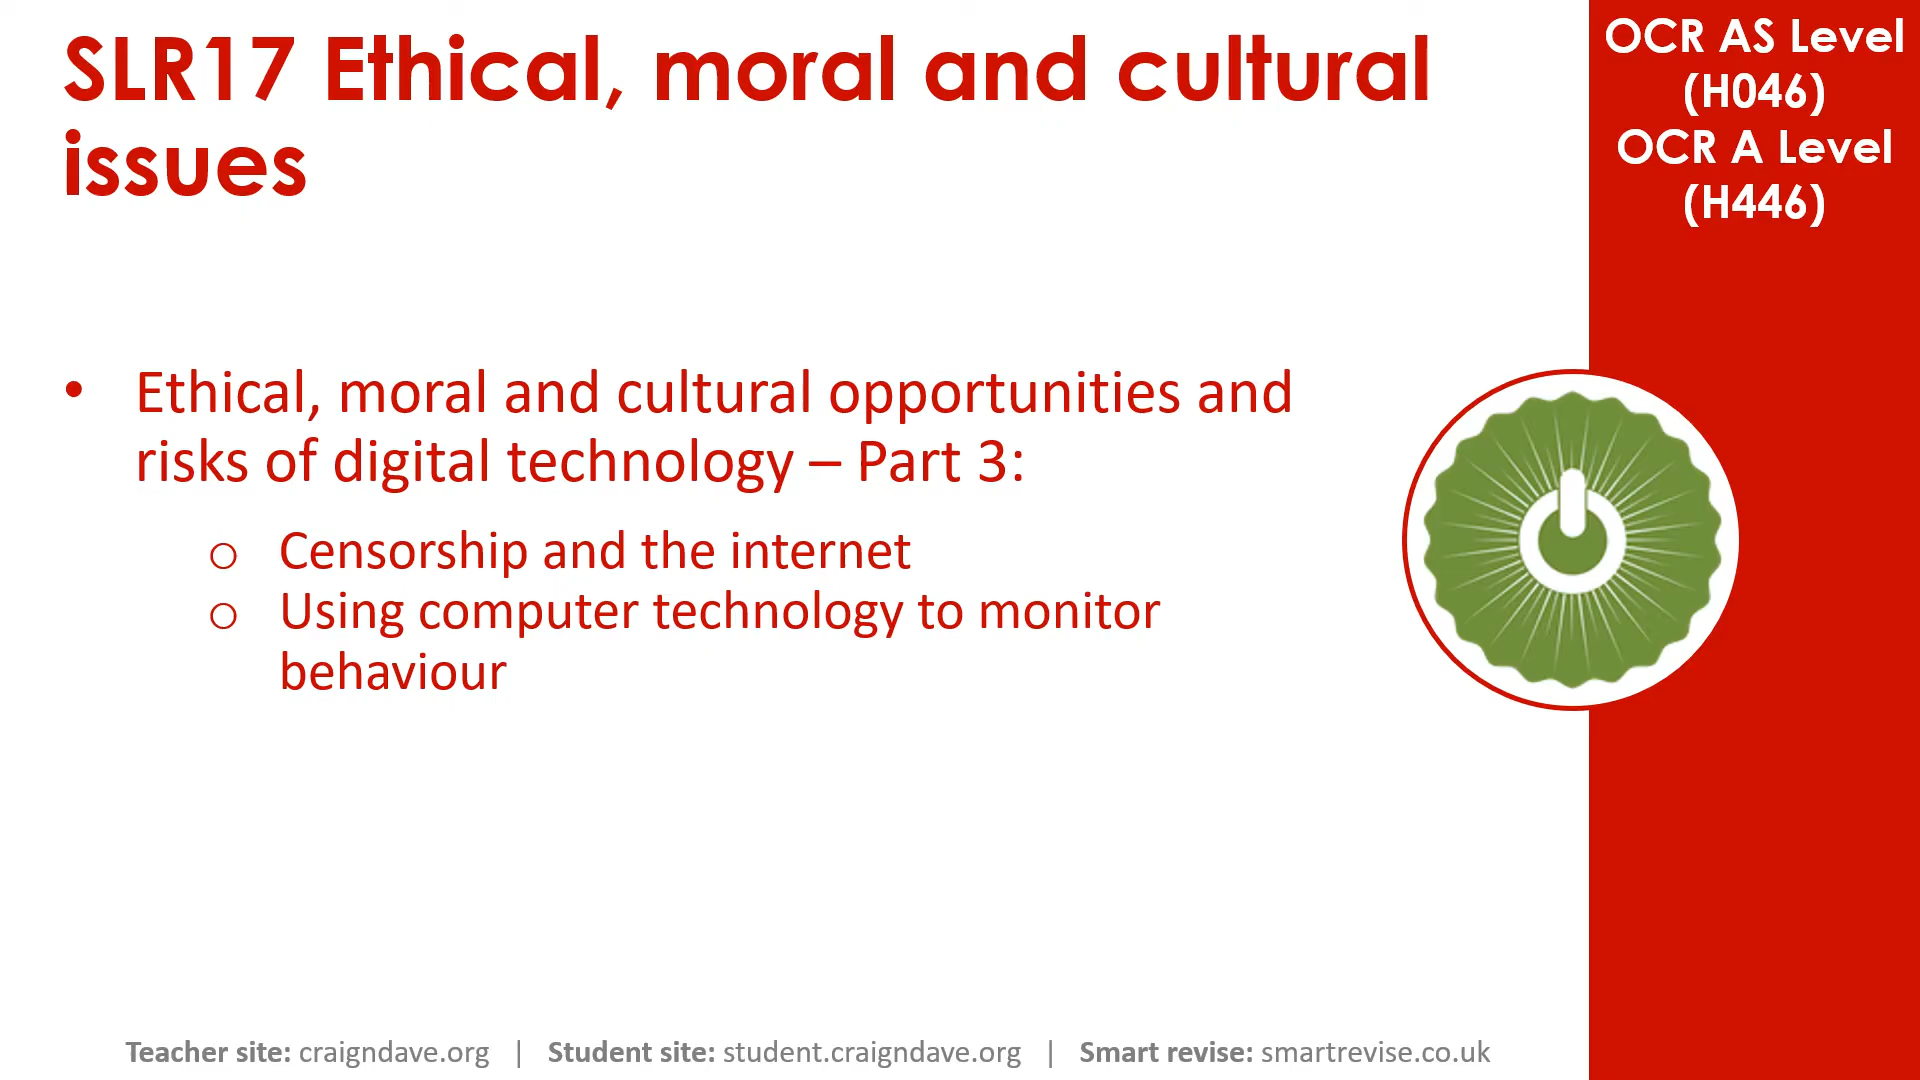 SLR17 Ethical, moral and cultural
issues
OCR AS Level
(H046)
OCR A Level
(H446)
• Ethical, moral and cultural opportunities and
risks of digital technology – Part 3:
o Censorship and the internet
o Using computer technology to monitor
behaviour
Teacher site: craigndave.org | Student site: student.craigndave.org | Smart revise: smartrevise.co.uk